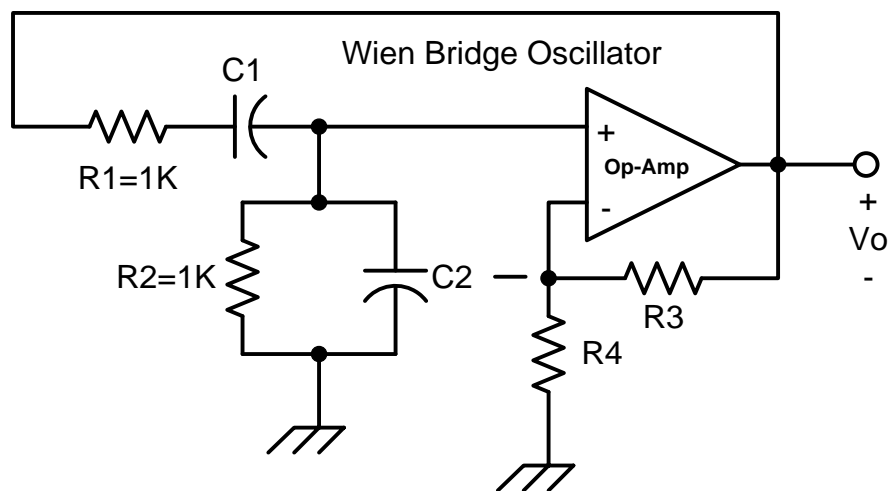 Wien Bridge Oscillator
C1
R1=1K
+
Op-Amp
-
+
Vo
-
R2=1K
C2
R3
R4